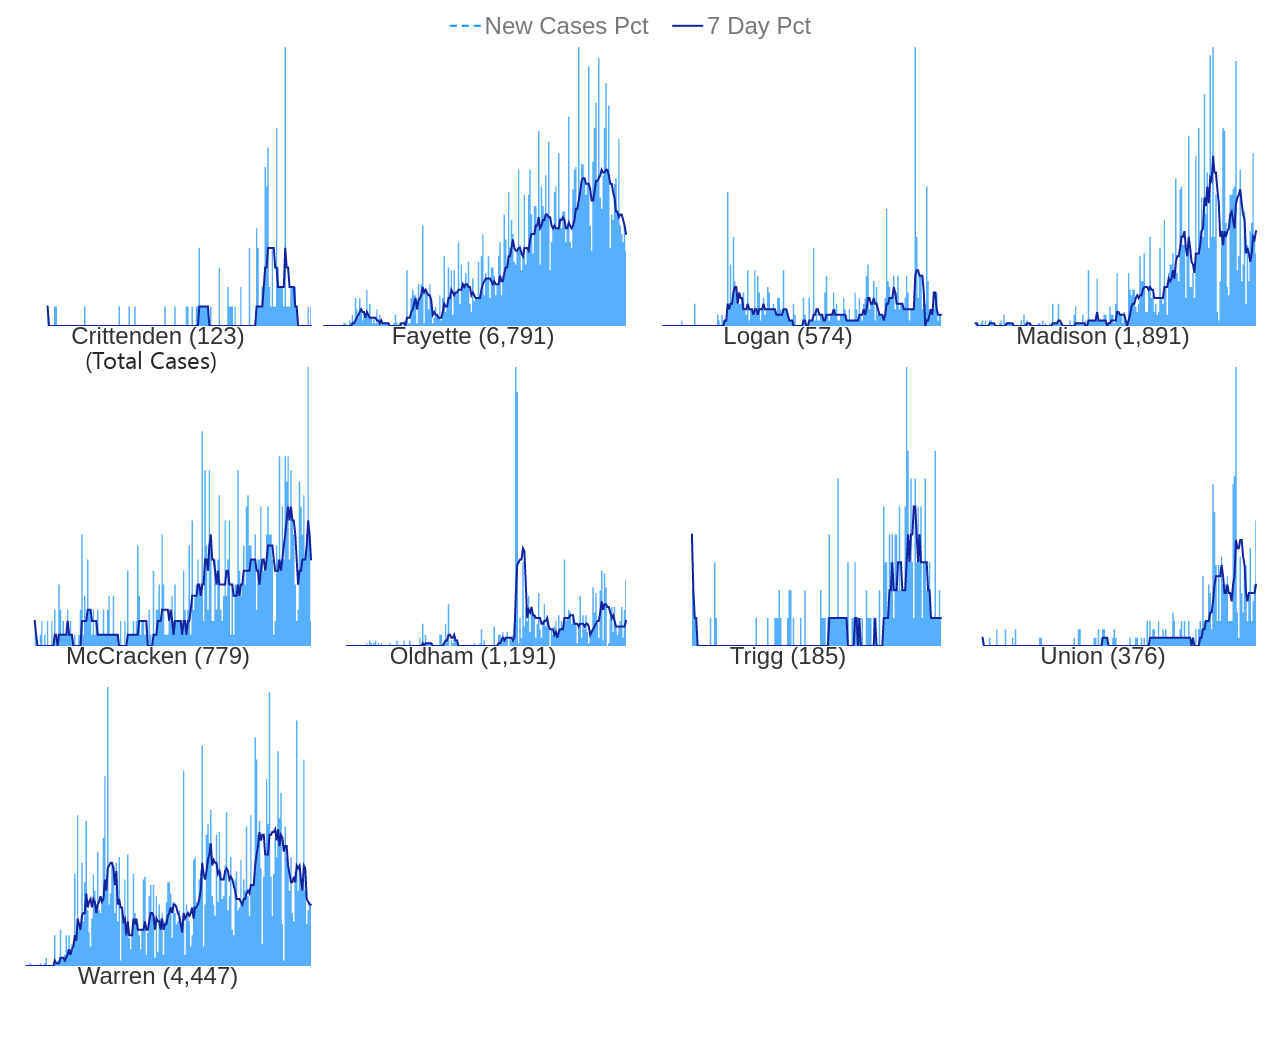 New Cases Pct 7 Day Pct
Crittenden (123) Fayette (6,791) Logan (574) Madison (1,891)
(Total Cases)
McCracken (779) Oldham (1,191) Trigg (185) Union (376)
Warren (4,447)